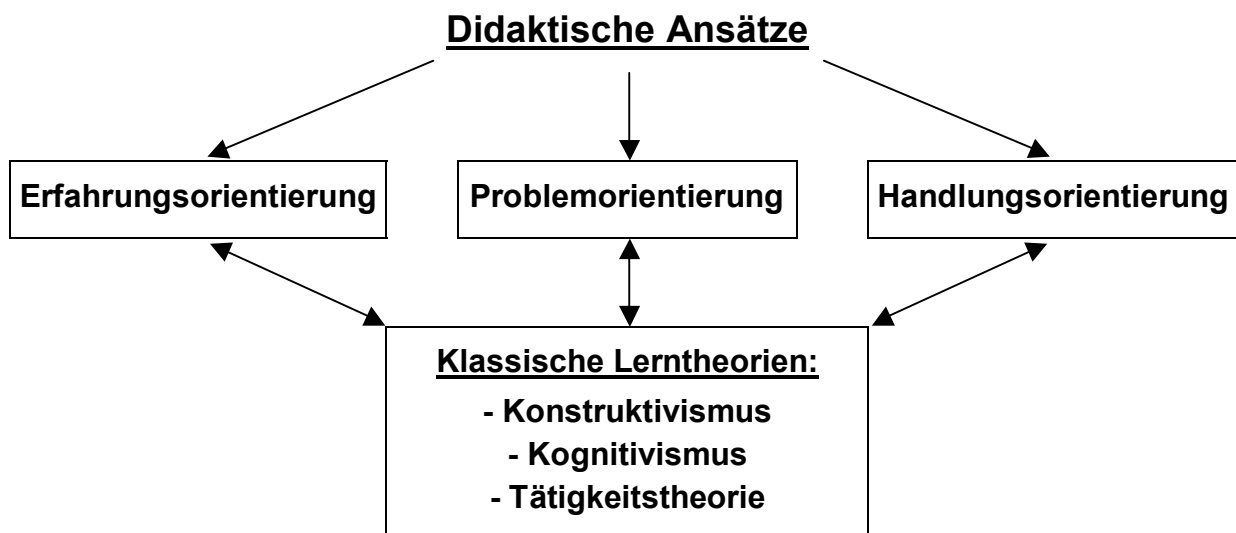 Didaktische Ansätze
Erfahrungsorientierung
Problemorientierung
Handlungsorientierung
Klassische Lerntheorien:
- Konstruktivismus
- Kognitivismus
- Tätigkeitstheorie